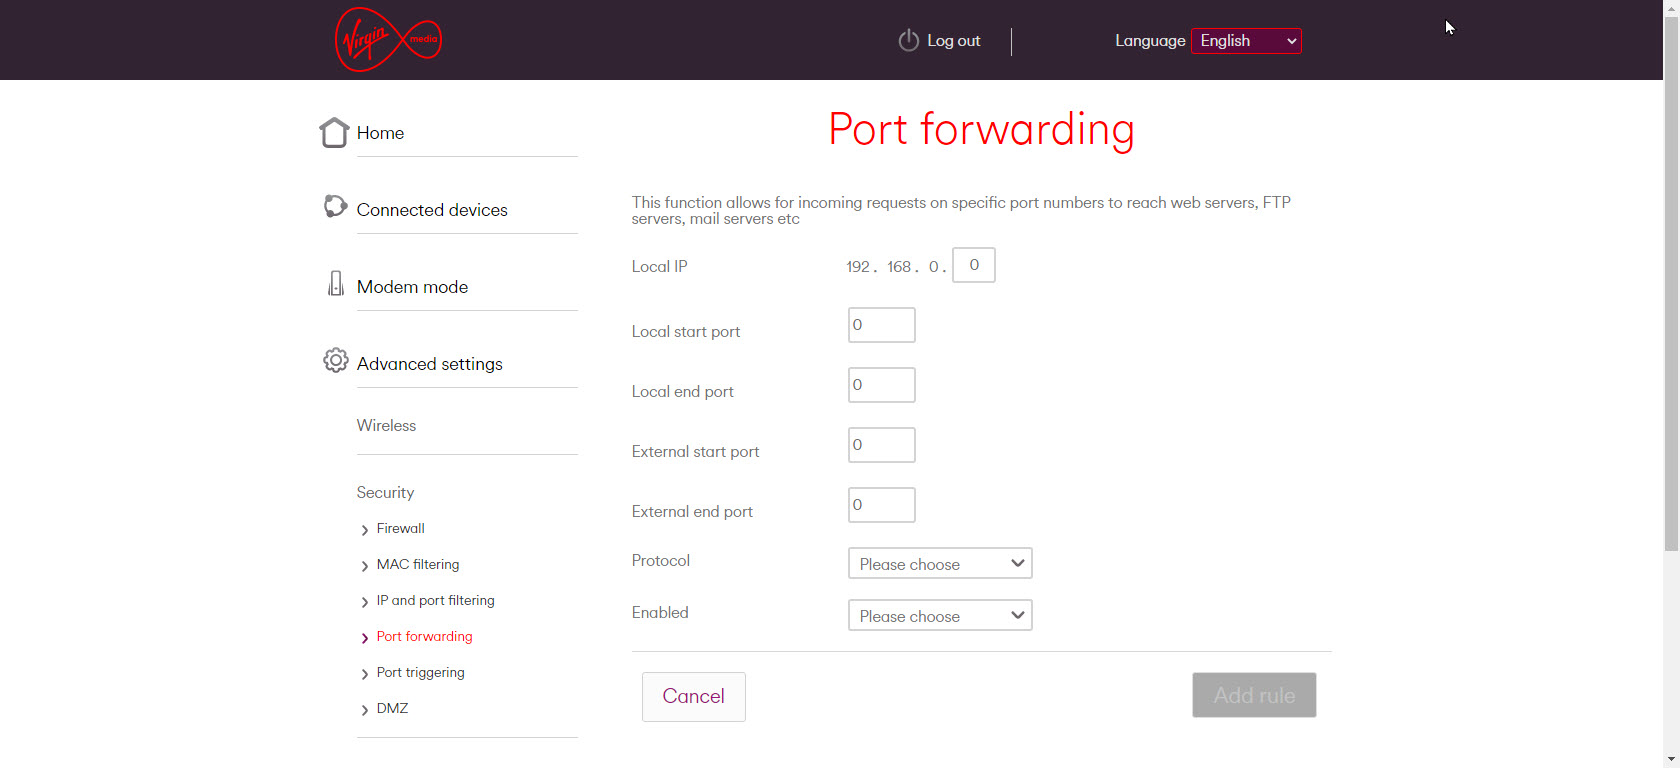 Virgin media
Log out
Language English
Home
Connected devices
Modem mode
Advanced settings
Wireless
Security
Firewall
MAC filtering
IP and port filtering
Port forwarding
Port triggering
DMZ
Port forwarding
This function allows for incoming requests on specific port numbers to reach web servers, FTP
servers, mail servers etc
Local IP 192. 168. 0. 0
Local start port 0
Local end port 0
External start port 0
External end port 0
Protocol Please choose
Enabled Please choose
Cancel Add rule